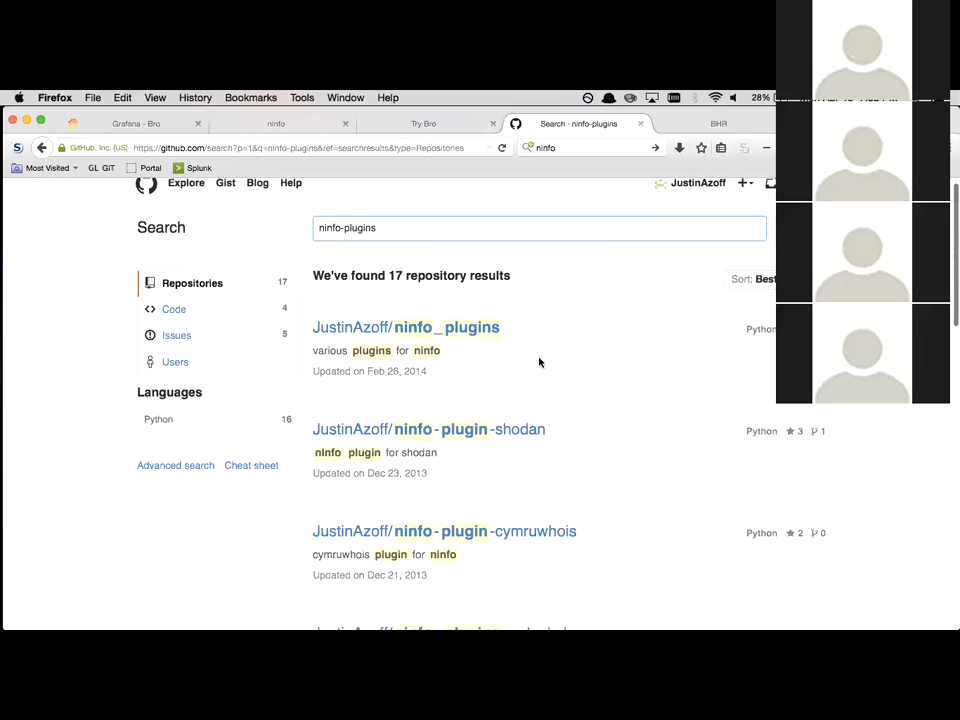 Firefox File Edit View History Bookmarks Tools Window Help 28%
Grafana - Bro ninfo Try Bro Search · ninfo-plugins BHR
GitHub, Inc. (US) https://github.com/search?p=1&q=ninfo-plugins&ref=searchresults&type=Repositories ninfo
Most Visited GL GIT Portal Splunk
Explore Gist Blog Help JustinAzoff
Search ninfo-plugins
Repositories 17
Code 4
Issues 5
Users
Languages
Python 16
Advanced search Cheat sheet
We've found 17 repository results Sort: Best
JustinAzoff/ninfo_plugins Python
various plugins for ninfo
Updated on Feb 26, 2014
JustinAzoff/ninfo-plugin-shodan Python 3 1
ninfo plugin for shodan
Updated on Dec 23, 2013
JustinAzoff/ninfo-plugin-cymruwhois Python 2 0
cymruwhois plugin for ninfo
Updated on Dec 21, 2013